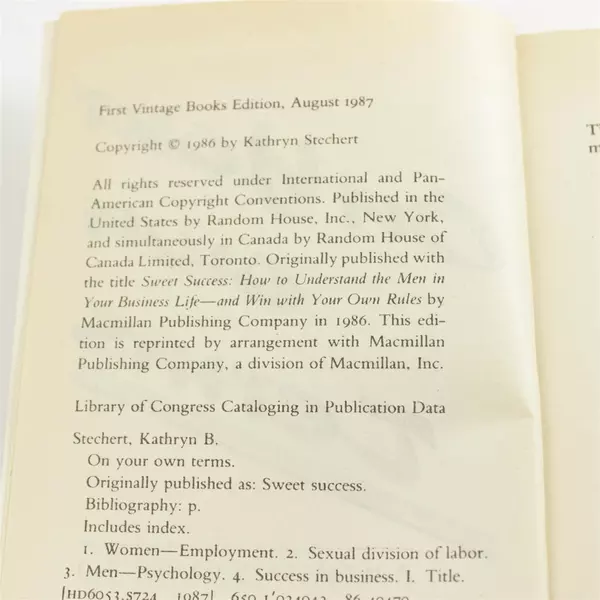 First Vintage Books Edition, August 1987
Copyright © 1986 by Kathryn Stechert
All rights reserved under International and Pan-
American Copyright Conventions. Published in the
United States by Random House, Inc., New York,
and simultaneously in Canada by Random House of
Canada Limited, Toronto. Originally published with
the title Sweet Success: How to Understand the Men in
Your Business Life—and Win with Your Own Rules by
Macmillan Publishing Company in 1986. This edi-
tion is reprinted by arrangement with Macmillan
Publishing Company, a division of Macmillan, Inc.
Library of Congress Cataloging in Publication Data
Stechert, Kathryn B.
On your own terms.
Originally published as: Sweet success.
Bibliography: p.
Includes index.
1. Women—Employment. 2. Sexual division of labor.
3. Men—Psychology. 4. Success in business. I. Title.
[HD6053.S724 1987] 650.1'024042